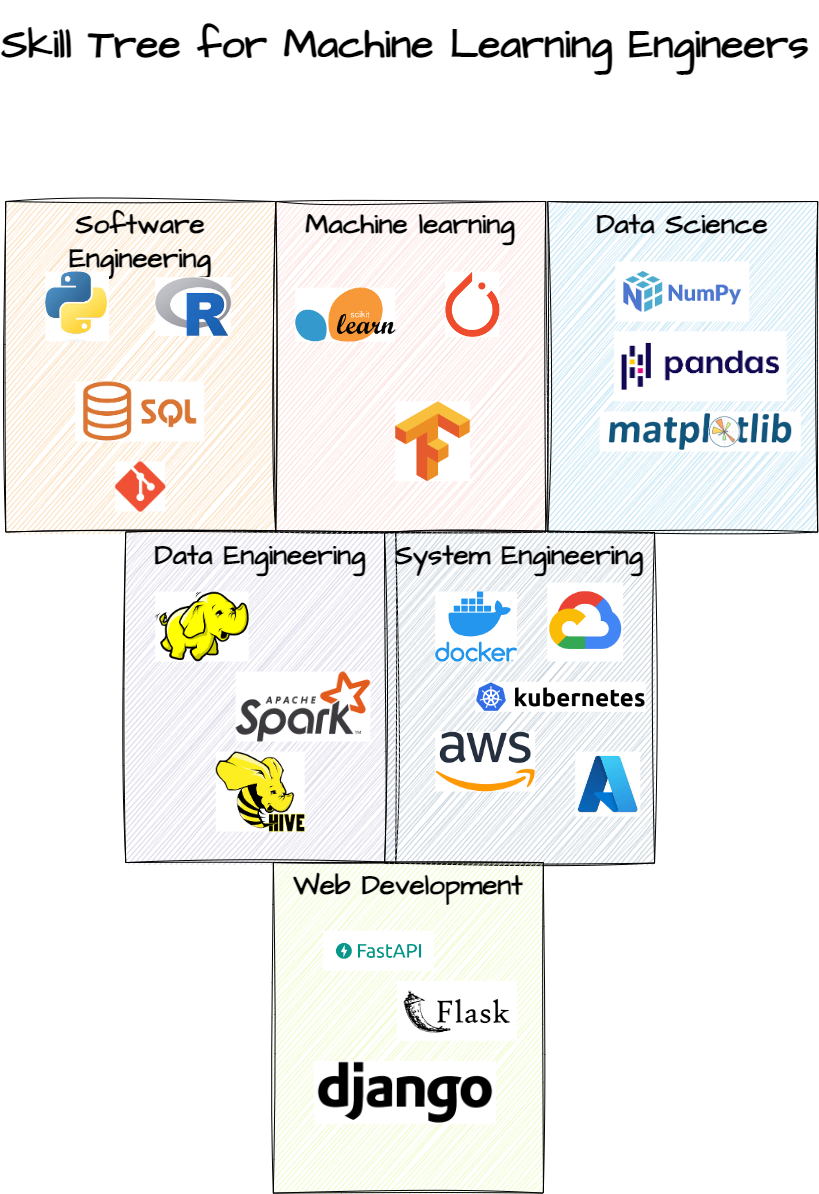 Skill Tree for Machine Learning Engineers
Software
Engineering
R
SQL
Machine learning
scikit
learn
Data Science
NumPy
pandas
matplotlib
Data Engineering
APACHE
Spark™
HIVE
System Engineering
docker
kubernetes
aws
Web Development
FastAPI
Flask
django